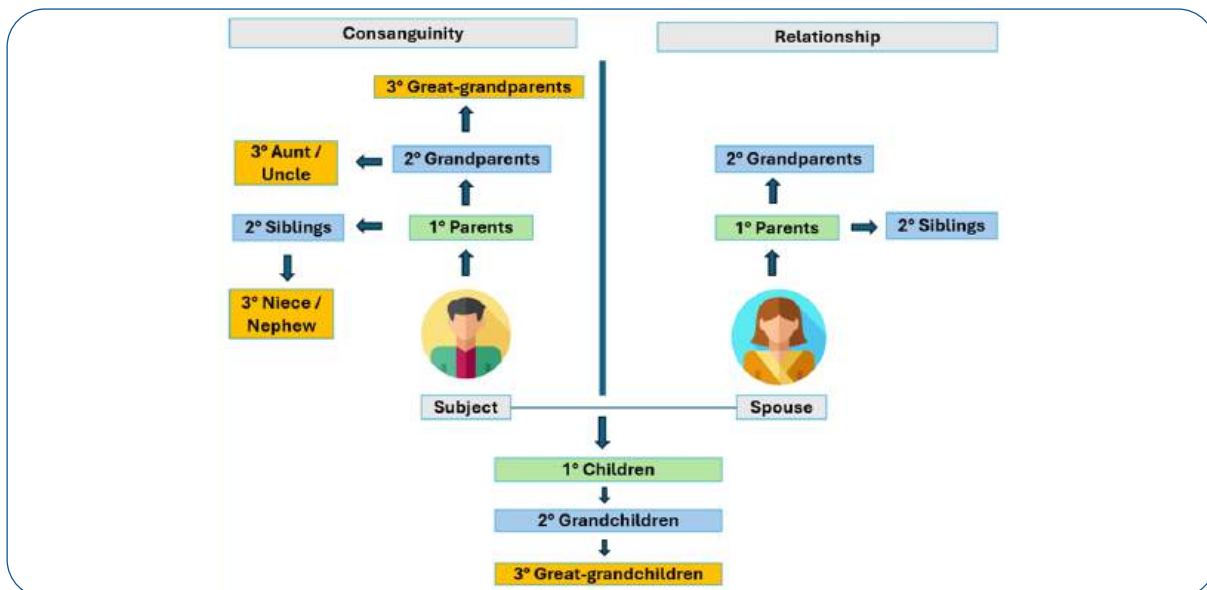 Consanguinity
Relationship
3° Great-grandparents
3° Aunt /
Uncle
2° Grandparents
2° Grandparents
2° Siblings
1° Parents
1° Parents
2° Siblings
3° Niece /
Nephew
Subject
Spouse
1° Children
2° Grandchildren
3° Great-grandchildren